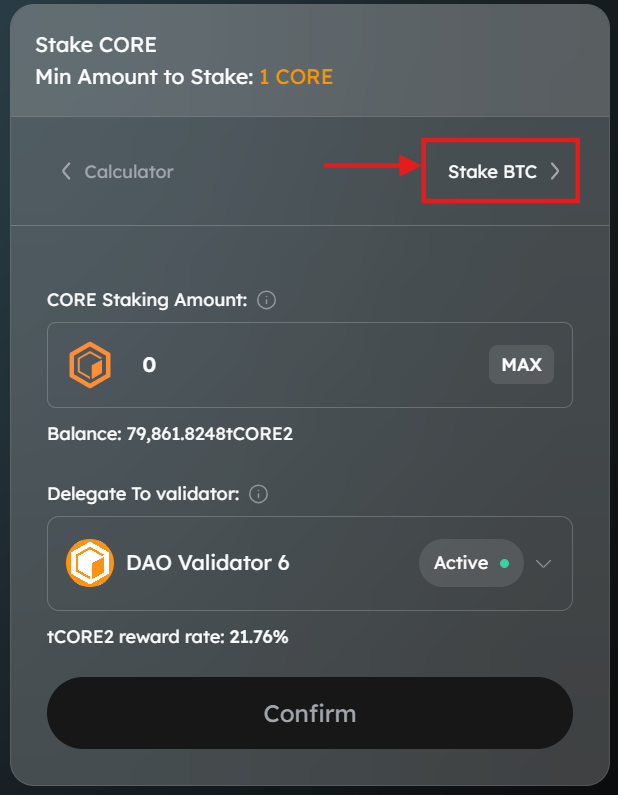 Stake CORE
Min Amount to Stake: 1 CORE
Calculator
Stake BTC
CORE Staking Amount:
0
MAX
Balance: 79,861.8248tCORE2
Delegate To validator:
DAO Validator 6
Active
tCORE2 reward rate: 21.76%
Confirm